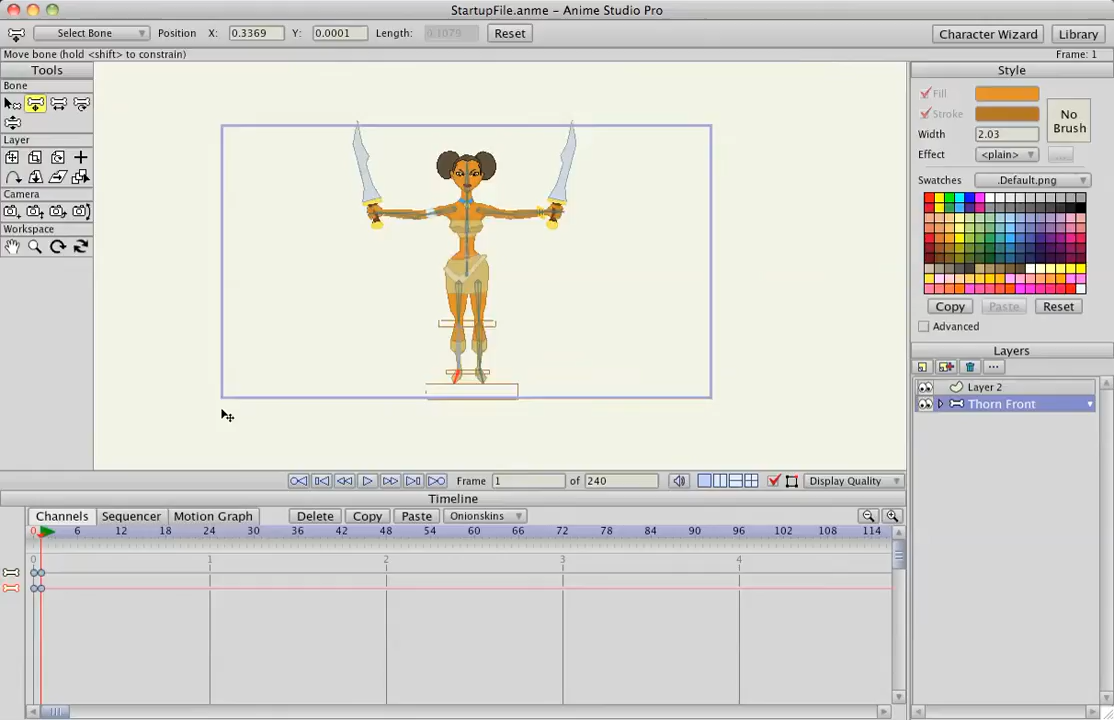 StartupFile.anme - Anime Studio Pro
Select Bone Position X: 0.3369 Y: 0.0001 Length: 0.1079 Reset Character Wizard Library
Move bone (hold <shift> to constrain) Frame: 1
Tools
Bone
Layer
Camera
Workspace
Style
Fill
Stroke
No Brush
Width 2.03
Effect <plain>
Swatches .Default.png
Copy Paste Reset
Advanced
Layers
Layer 2
Thorn Front
Frame 1 of 240 Display Quality
Timeline
Channels Sequencer Motion Graph Delete Copy Paste Onionskins
0 6 12 18 24 30 36 42 48 54 60 66 72 78 84 90 96 102 108 114
0 1 2 3 4